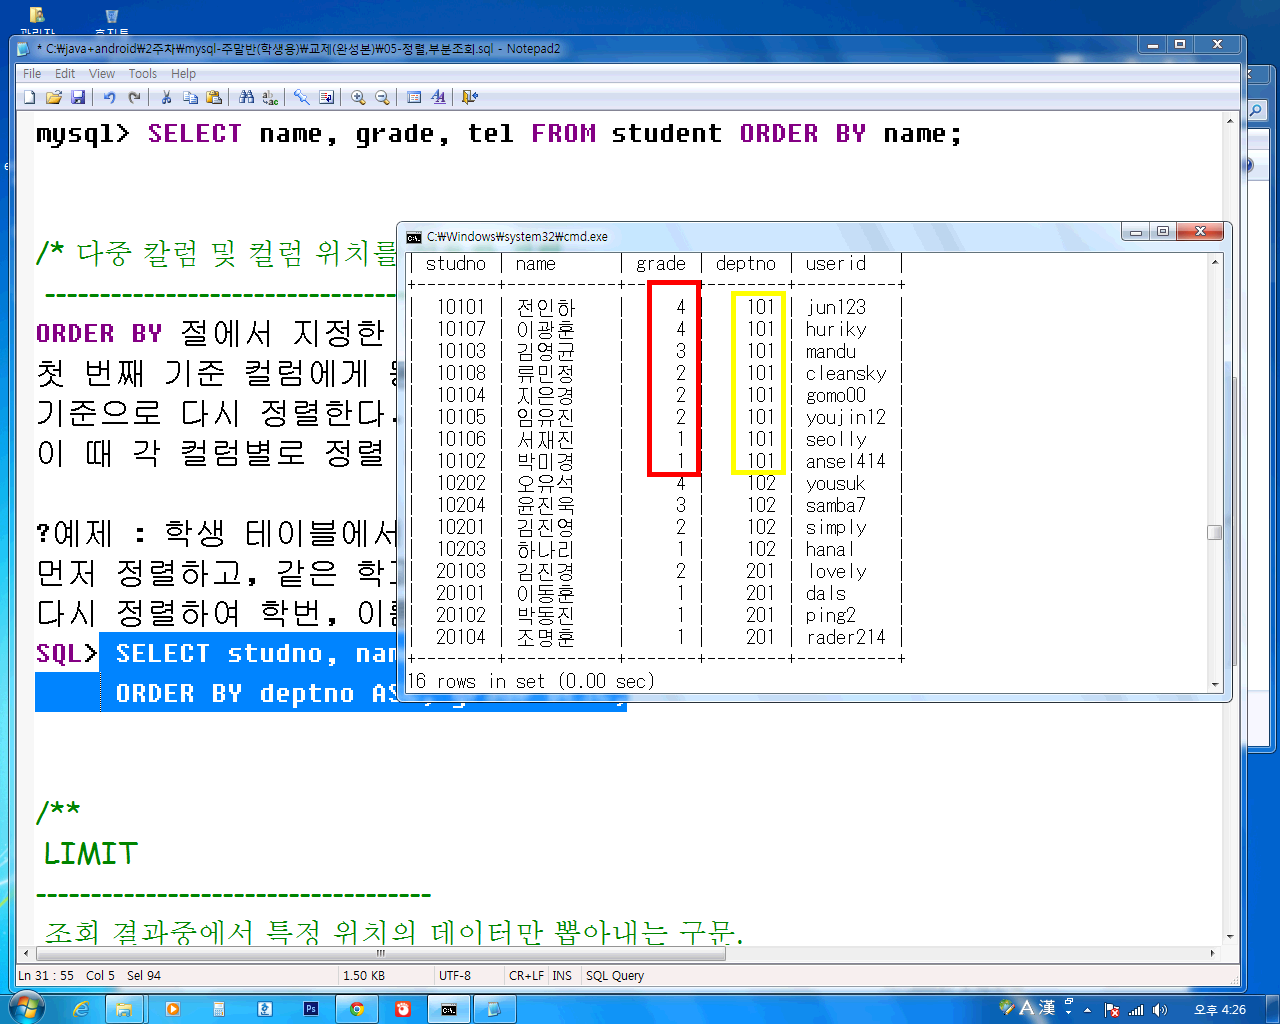 관리자
휴지통
* C:￦java+android￦2주차￦mysql-주말반(학생용)￦교제(완성본)￦05-정렬,부분조회.sql - Notepad2
File Edit View Tools Help
mysql> SELECT name, grade, tel FROM student ORDER BY name;
/* 다중 칼럼 및 컬럼 위치를
------------------------------------
ORDER BY 절에서 지정한
첫 번째 기준 컬럼에게
기준으로 다시 정렬한다.
이 때 각 컬럼별로 정렬
?예제 : 학생 테이블에서
먼저 정렬하고, 같은
다시 정렬하여 학번,
SQL> SELECT studno,
ORDER BY deptno
/**
LIMIT
------------------------------------
조회 결과중에서 특정 위치의 데이터만 뽑아내는 구문.
C:￦Windows￦system32￦cmd.exe
| studno | name | grade | deptno | userid |
+---------+------------+-------+---------+----------+
| 10101 | 전인하 | 4 | 101 | jun123 |
| 10107 | 이광훈 | 4 | 101 | huriky |
| 10103 | 김영균 | 3 | 101 | mandu |
| 10108 | 류민정 | 2 | 101 | cleansky |
| 10104 | 지은경 | 2 | 101 | gomo00 |
| 10105 | 임유진 | 2 | 101 | youjin12 |
| 10106 | 서재진 | 1 | 101 | seolly |
| 10102 | 박미경 | 1 | 101 | ansel414 |
| 10202 | 오유석 | 4 | 102 | yousuk |
| 10204 | 윤진욱 | 3 | 102 | samba7 |
| 10201 | 김진영 | 2 | 102 | simply |
| 10203 | 하나리 | 1 | 102 | hanal |
| 20103 | 김진경 | 2 | 201 | lovely |
| 20101 | 이동훈 | 1 | 201 | dals |
| 20102 | 박동진 | 1 | 201 | ping2 |
| 20104 | 조명훈 | 1 | 201 | rader214 |
+---------+------------+-------+---------+----------+
16 rows in set (0.00 sec)
Ln 31 : 55 Col 5 Sel 94 1.50 KB UTF-8 CR+LF INS SQL Query
A 漢 오후 4:26